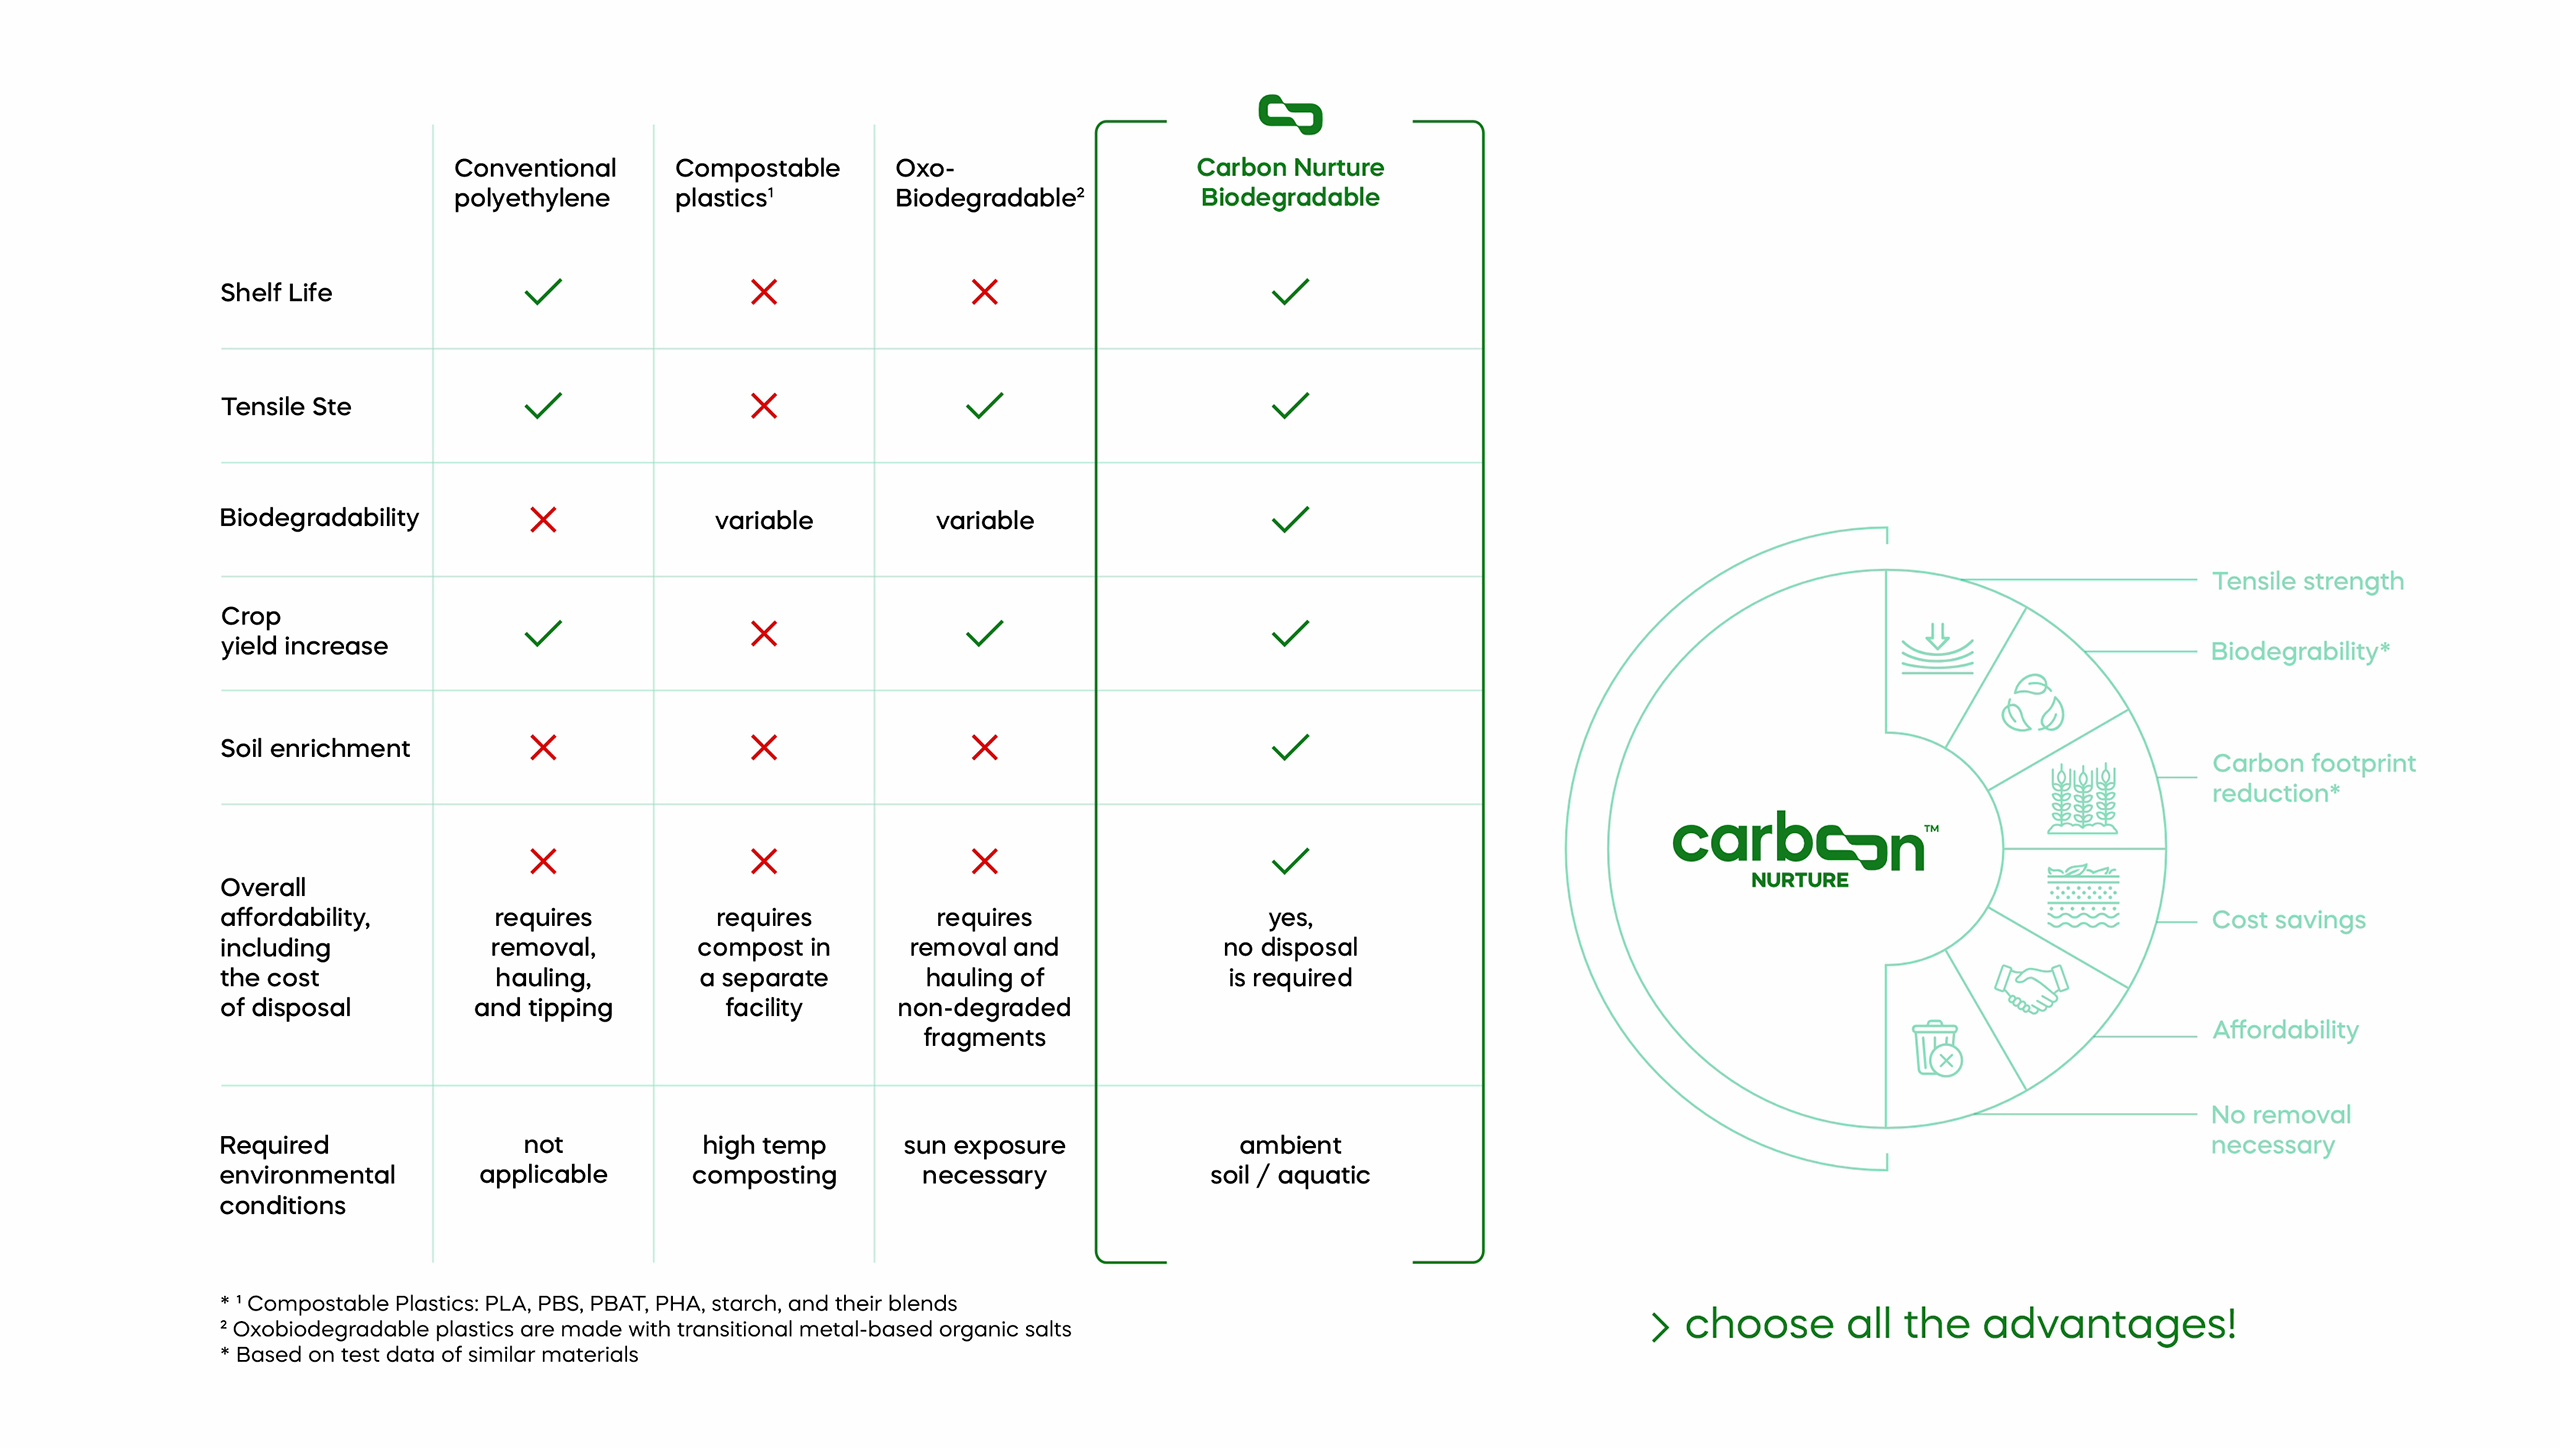 Conventional
polyethylene
Compostable
plastics¹
Oxo-
Biodegradable²
Carbon Nurture
Biodegradable
Shelf Life
Tensile Ste
Biodegradability
variable
variable
Crop
yield increase
Soil enrichment
Overall
affordability,
including
the cost
of disposal
requires
removal,
hauling,
and tipping
requires
compost in
a separate
facility
requires
removal and
hauling of
non-degraded
fragments
yes,
no disposal
is required
Required
environmental
conditions
not
applicable
high temp
composting
sun exposure
necessary
ambient
soil / aquatic
* ¹ Compostable Plastics: PLA, PBS, PBAT, PHA, starch, and their blends
² Oxobiodegradable plastics are made with transitional metal-based organic salts
* Based on test data of similar materials
carbon™
NURTURE
Tensile strength
Biodegrability*
Carbon footprint
reduction*
Cost savings
Affordability
No removal
necessary
> choose all the advantages!